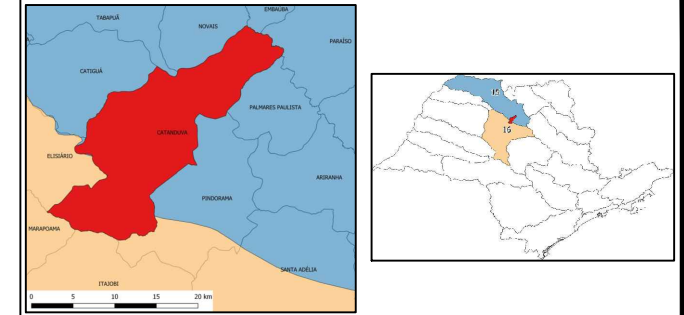 EMBAÚBA
TABAPUÃ
NOVAIS
PARAÍSO
CATIGUÁ
PALMARES PAULISTA
CATANDUVA
ELISIÁRIO
ARIRANHA
PINDORAMA
MARAPOAMA
SANTA ADÉLIA
ITAJOBI
0 5 10 15 20 km
15
16